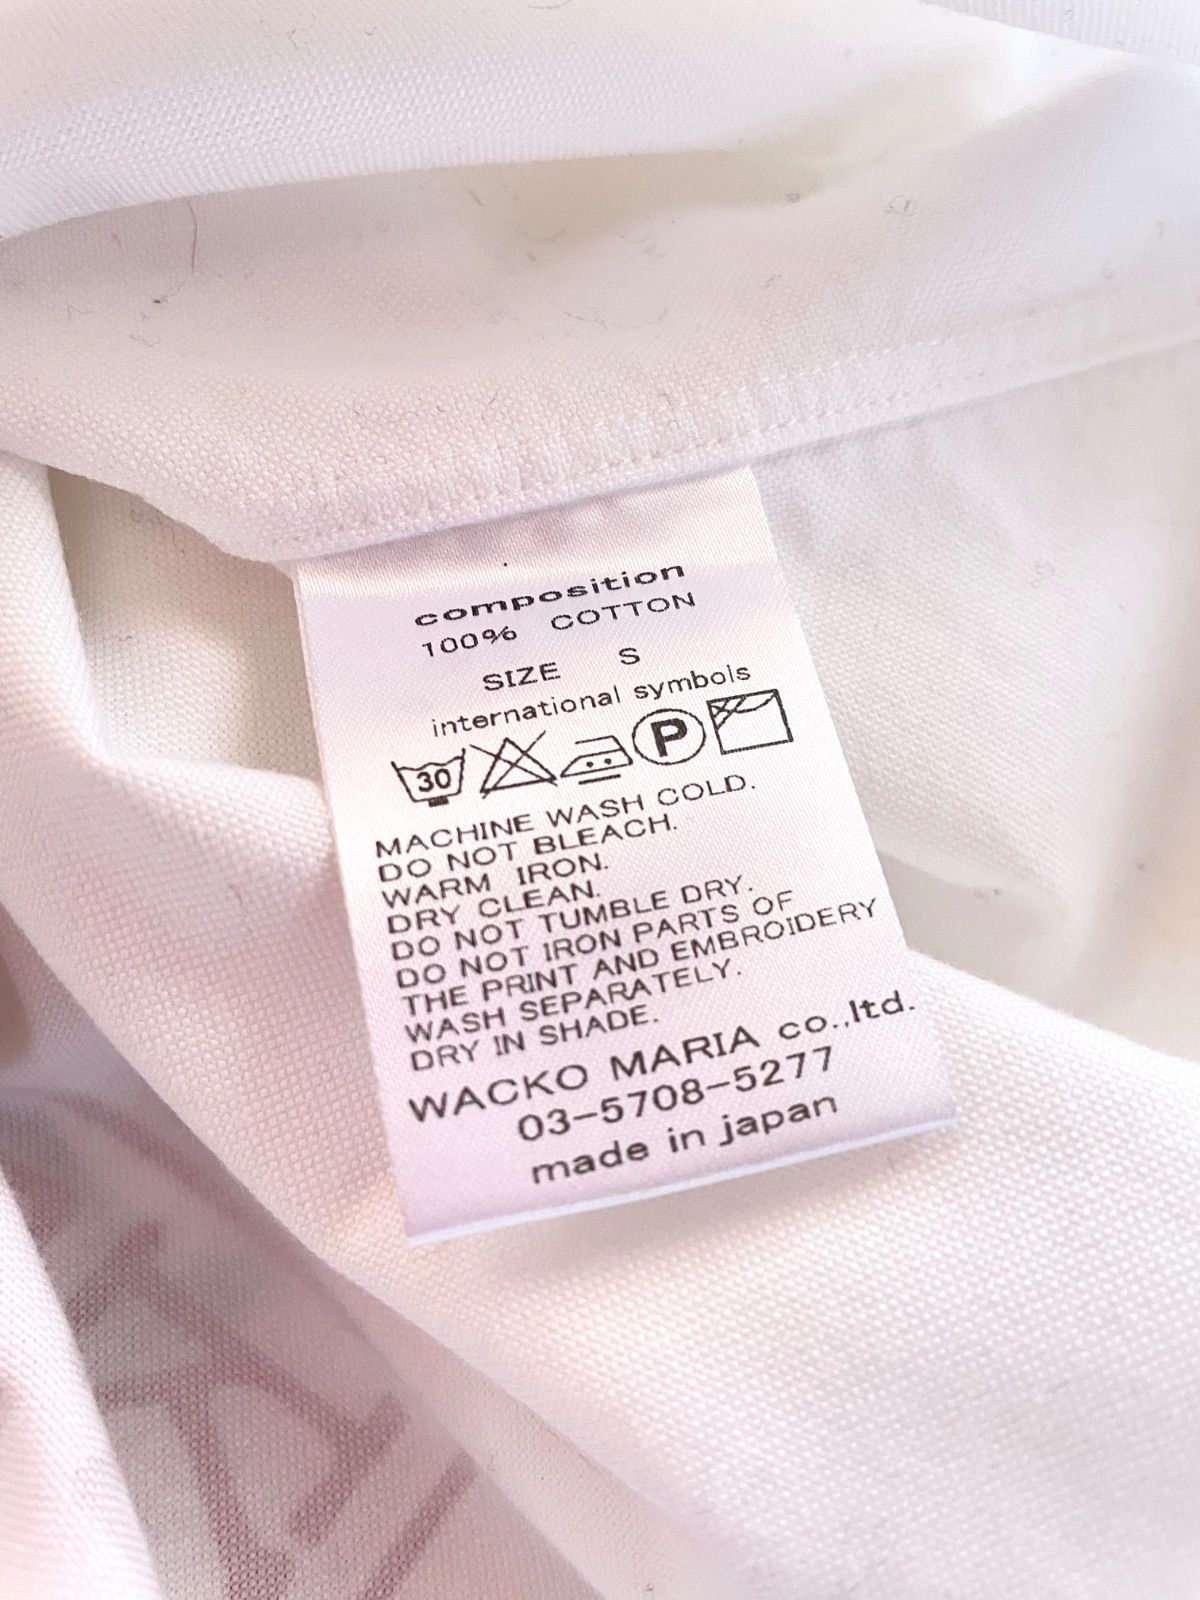 composition
100% COTTON
SIZE S
international symbols
30 P
MACHINE WASH COLD.
DO NOT BLEACH.
WARM IRON.
DRY CLEAN.
DO NOT TUMBLE DRY.
DO NOT IRON PARTS OF
THE PRINT AND EMBROIDERY
WASH SEPARATELY.
DRY IN SHADE.
WACKO MARIA co.,ltd.
03-5708-5277
made in japan